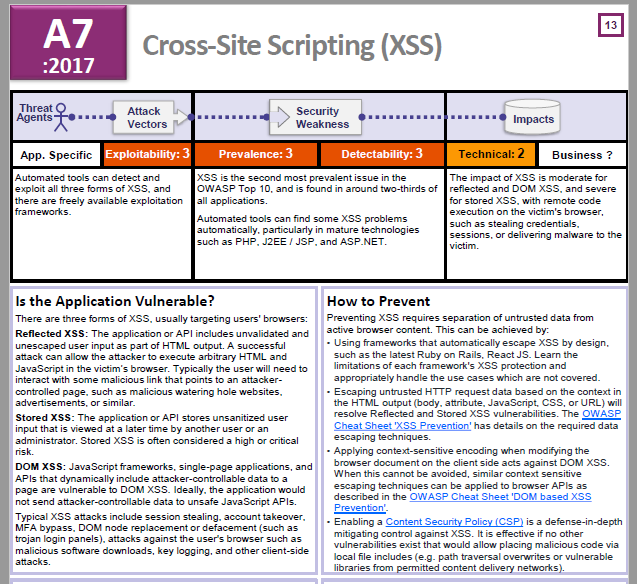 A7
:2017
Cross-Site Scripting (XSS)
13
Threat
Agents
Attack
Vectors
Security
Weakness
Impacts
App. Specific
Exploitability: 3
Prevalence: 3
Detectability: 3
Technical: 2
Business ?
Automated tools can detect and
exploit all three forms of XSS, and
there are freely available exploitation
frameworks.
XSS is the second most prevalent issue in the
OWASP Top 10, and is found in around two-thirds of
all applications.
Automated tools can find some XSS problems
automatically, particularly in mature technologies
such as PHP, J2EE / JSP, and ASP.NET.
The impact of XSS is moderate for
reflected and DOM XSS, and severe
for stored XSS, with remote code
execution on the victim's browser,
such as stealing credentials,
sessions, or delivering malware to the
victim.
Is the Application Vulnerable?
There are three forms of XSS, usually targeting users' browsers:
Reflected XSS: The application or API includes unvalidated and
unescaped user input as part of HTML output. A successful
attack can allow the attacker to execute arbitrary HTML and
JavaScript in the victim's browser. Typically the user will need to
interact with some malicious link that points to an attacker-
controlled page, such as malicious watering hole websites,
advertisements, or similar.
Stored XSS: The application or API stores unsanitized user
input that is viewed at a later time by another user or an
administrator. Stored XSS is often considered a high or critical
risk.
DOM XSS: JavaScript frameworks, single-page applications, and
APIs that dynamically include attacker-controllable data to a
page are vulnerable to DOM XSS. Ideally, the application would
not send attacker-controllable data to unsafe JavaScript APIs.
Typical XSS attacks include session stealing, account takeover,
MFA bypass, DOM node replacement or defacement (such as
trojan login panels), attacks against the user's browser such as
malicious software downloads, key logging, and other client-side
attacks.
How to Prevent
Preventing XSS requires separation of untrusted data from
active browser content. This can be achieved by:
• Using frameworks that automatically escape XSS by design,
such as the latest Ruby on Rails, React JS. Learn the
limitations of each framework's XSS protection and
appropriately handle the use cases which are not covered.
• Escaping untrusted HTTP request data based on the context in
the HTML output (body, attribute, JavaScript, CSS, or URL) will
resolve Reflected and Stored XSS vulnerabilities. The OWASP
Cheat Sheet 'XSS Prevention' has details on the required data
escaping techniques.
• Applying context-sensitive encoding when modifying the
browser document on the client side acts against DOM XSS.
When this cannot be avoided, similar context sensitive
escaping techniques can be applied to browser APIs as
described in the OWASP Cheat Sheet 'DOM based XSS
Prevention'.
• Enabling a Content Security Policy (CSP) is a defense-in-depth
mitigating control against XSS. It is effective if no other
vulnerabilities exist that would allow placing malicious code via
local file includes (e.g. path traversal overwrites or vulnerable
libraries from permitted content delivery networks).